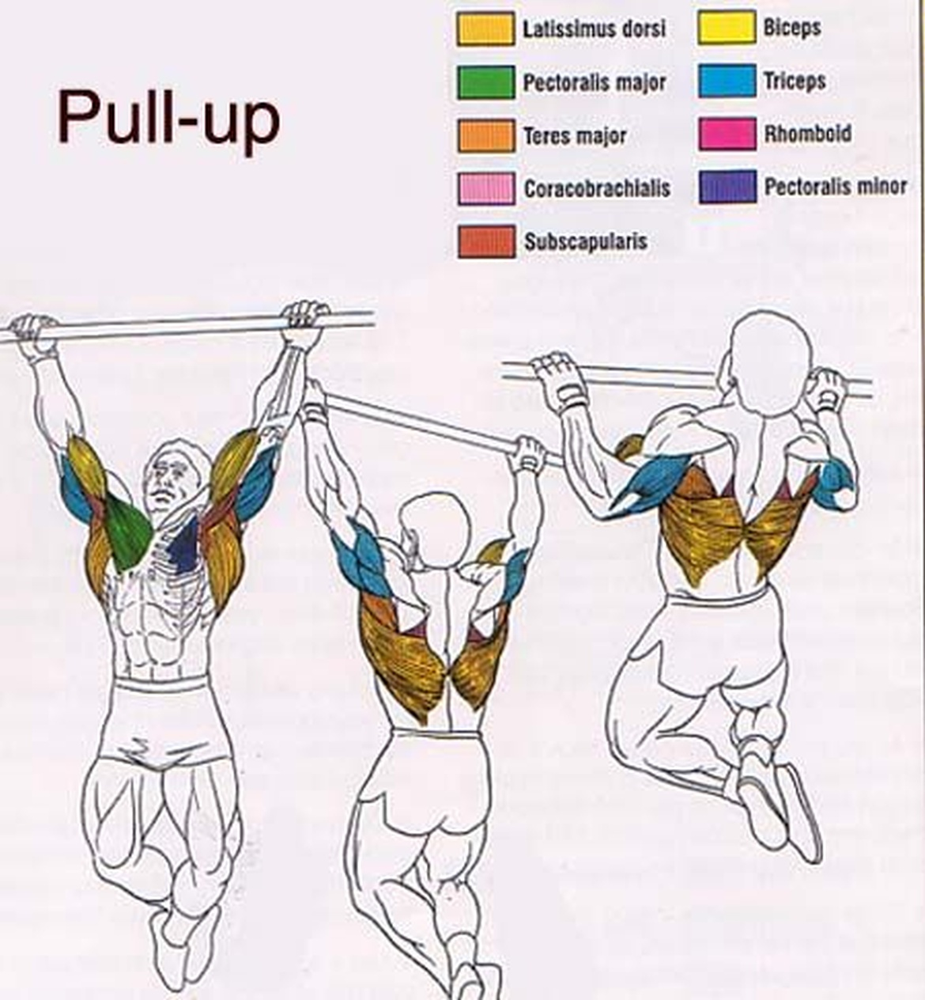 Pull-up
Latissimus dorsi
Pectoralis major
Teres major
Coracobrachialis
Subscapularis
Biceps
Triceps
Rhomboid
Pectoralis minor